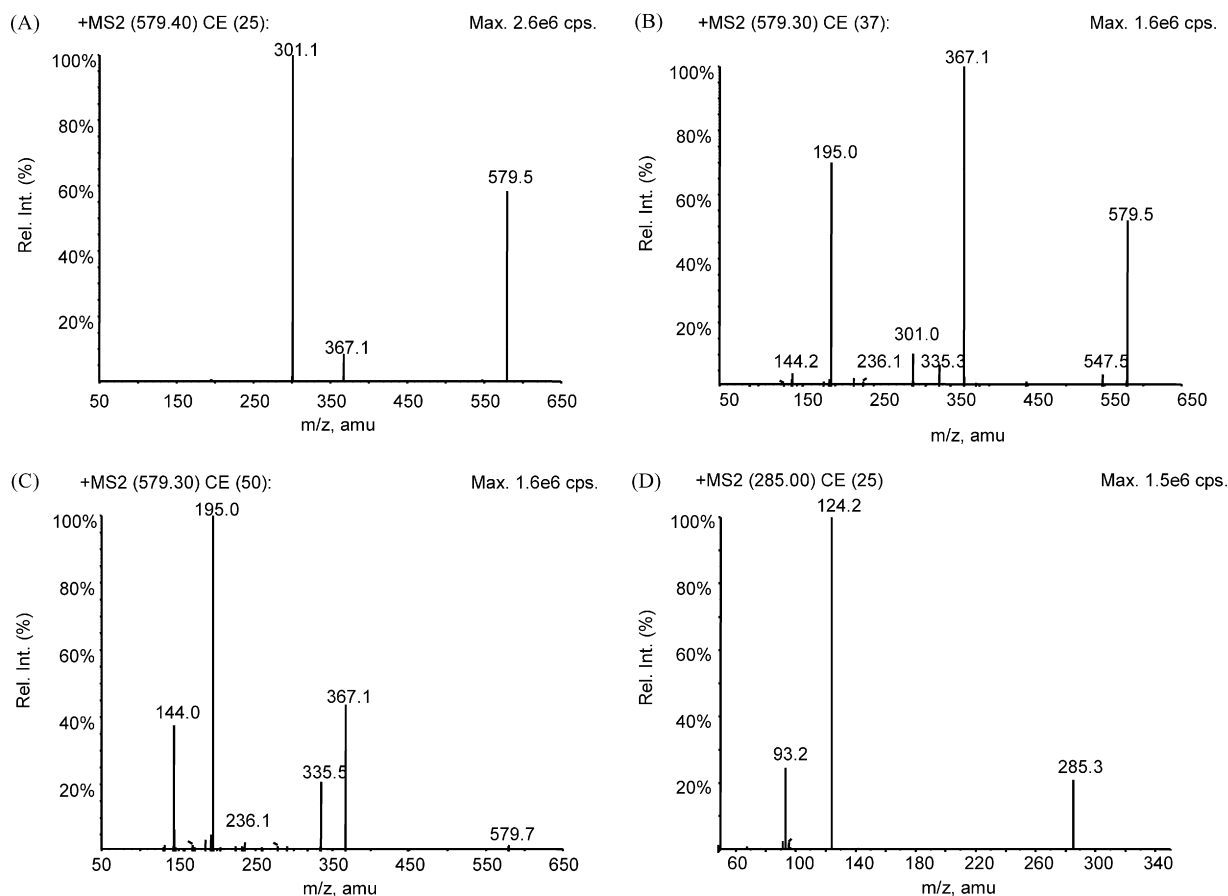 (A) +MS2 (579.40) CE (25): Max. 2.6e6 cps.
301.1
100%
80%
60%
40%
20%
Rel. Int. (%)
579.5
367.1
50 150 250 350 450 550 650
m/z, amu
(B) +MS2 (579.30) CE (37): Max. 1.6e6 cps.
367.1
100%
80%
60%
40%
20%
Rel. Int. (%)
195.0
579.5
301.0
144.2 236.1 335.3 547.5
50 150 250 350 450 550 650
m/z, amu
(C) +MS2 (579.30) CE (50): Max. 1.6e6 cps.
195.0
100%
80%
60%
40%
20%
Rel. Int. (%)
144.0
367.1
335.5
236.1
579.7
50 150 250 350 450 550 650
m/z, amu
(D) +MS2 (285.00) CE (25) Max. 1.5e6 cps.
124.2
100%
80%
60%
40%
20%
Rel. Int. (%)
93.2
285.3
60 100 140 180 220 260 300 340
m/z, amu